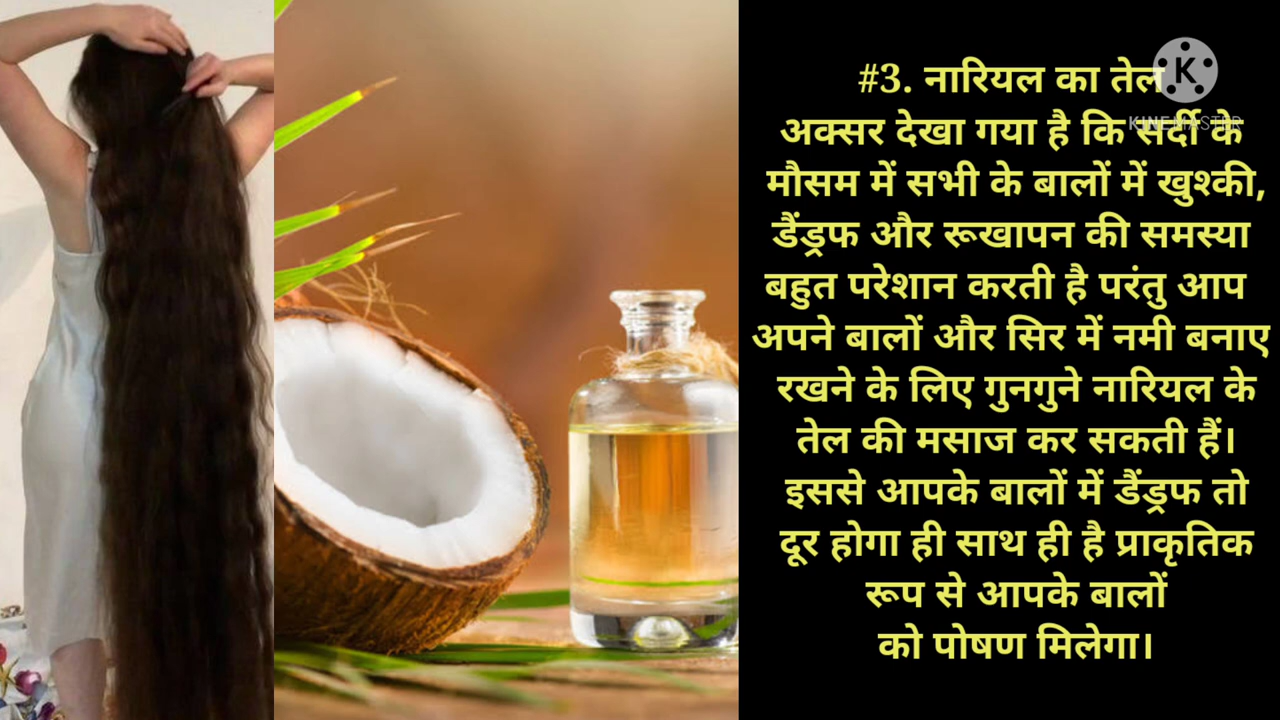 #3. नारियल का तेल
K
KINEMASTER
अक्सर देखा गया है कि सर्दी के
मौसम में सभी के बालों में खुश्की,
डैंड्रफ और रूखापन की समस्या
बहुत परेशान करती है परंतु आप
अपने बालों और सिर में नमी बनाए
रखने के लिए गुनगुने नारियल के
तेल की मसाज कर सकती हैं।
इससे आपके बालों में डैंड्रफ तो
दूर होगा ही साथ ही है प्राकृतिक
रूप से आपके बालों
को पोषण मिलेगा।